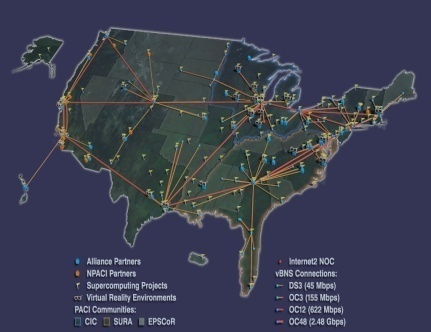 Alliance Partners
NPACI Partners
Supercomputing Projects
Virtual Reality Environments
PACI Communities:
CIC SURA EPSCoR
Internet2 NOC
vBNS Connections:
DS3 (45 Mbps)
OC3 (155 Mbps)
OC12 (622 Mbps)
OC48 (2.48 Gbps)